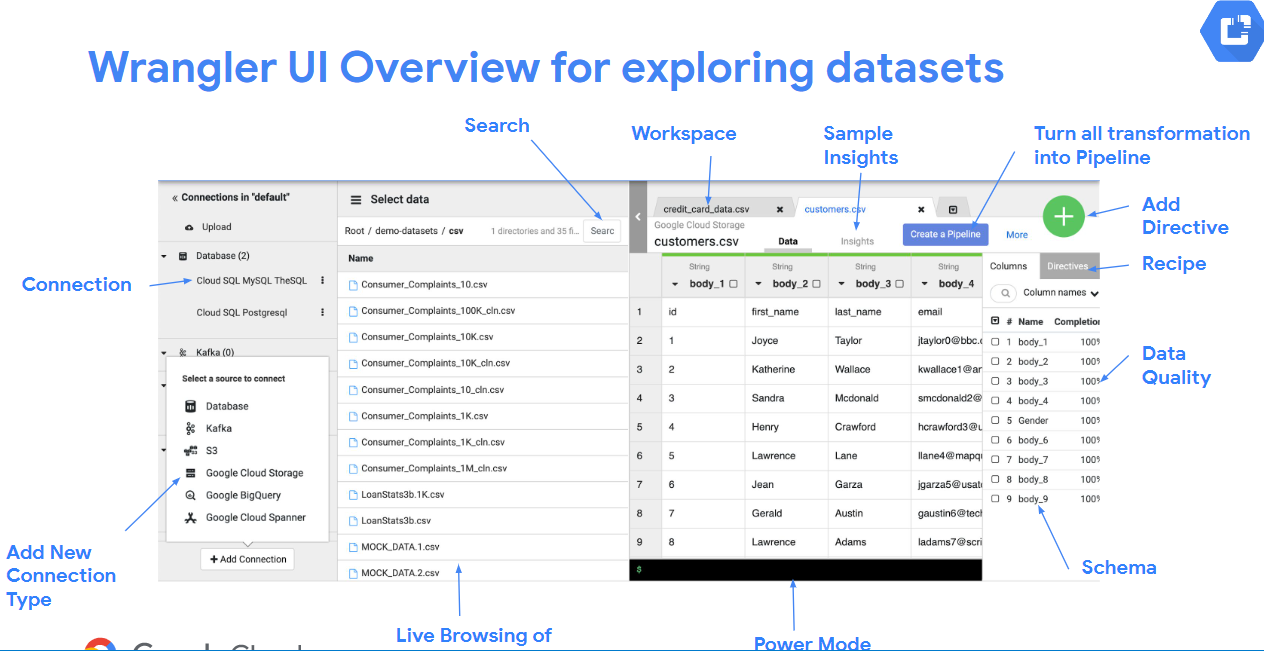 Wrangler UI Overview for exploring datasets
Search
Workspace
Sample
Insights
Turn all transformation
into Pipeline
Add
Directive
Recipe
Data
Quality
Schema
Power Mode
Live Browsing of
Add New
Connection
Type
Connection
« Connections in "default"
Upload
Database (2)
Cloud SQL MySQL TheSQL
Cloud SQL Postgresql
Kafka (0)
Select a source to connect
Database
Kafka
S3
Google Cloud Storage
Google BigQuery
Google Cloud Spanner
+ Add Connection
Select data
Root / demo-datasets / csv
1 directories and 35 fi...
Searc
Name
Consumer_Complaints_10.csv
Consumer_Complaints_100K_cln.csv
Consumer_Complaints_10K.csv
Consumer_Complaints_10K_cln.csv
Consumer_Complaints_10_cln.csv
Consumer_Complaints_1K.csv
Consumer_Complaints_1K_cln.csv
Consumer_Complaints_1M_cln.csv
LoanStats3b.1K.csv
LoanStats3b.csv
MOCK_DATA.1.csv
MOCK_DATA.2.csv
credit_card_data.csv
customers.csv
Google Cloud Storage
customers.csv
Data
Insights
Create a Pipeline
More
String String String String
body_1 body_2 body_3 body_4
1 id first_name last_name email
2 1 Joyce Taylor jtaylor0@bbc.
3 2 Katherine Wallace kwallace1@ar
4 3 Sandra Mcdonald smcdonald2@
5 4 Henry Crawford hcrawford3@u
6 5 Lawrence Lane llane4@mapqu
7 6 Jean Garza jgarza5@usat
8 7 Gerald Austin gaustin6@tech
9 8 Lawrence Adams ladams7@scri
$
Columns Directives
Column names
# Name Completion
1 body_1 100%
2 body_2 100%
3 body_3 100%
4 body_4 100%
5 Gender 100%
6 body_6 100%
7 body_7 100%
8 body_8 100%
9 body_9 100%